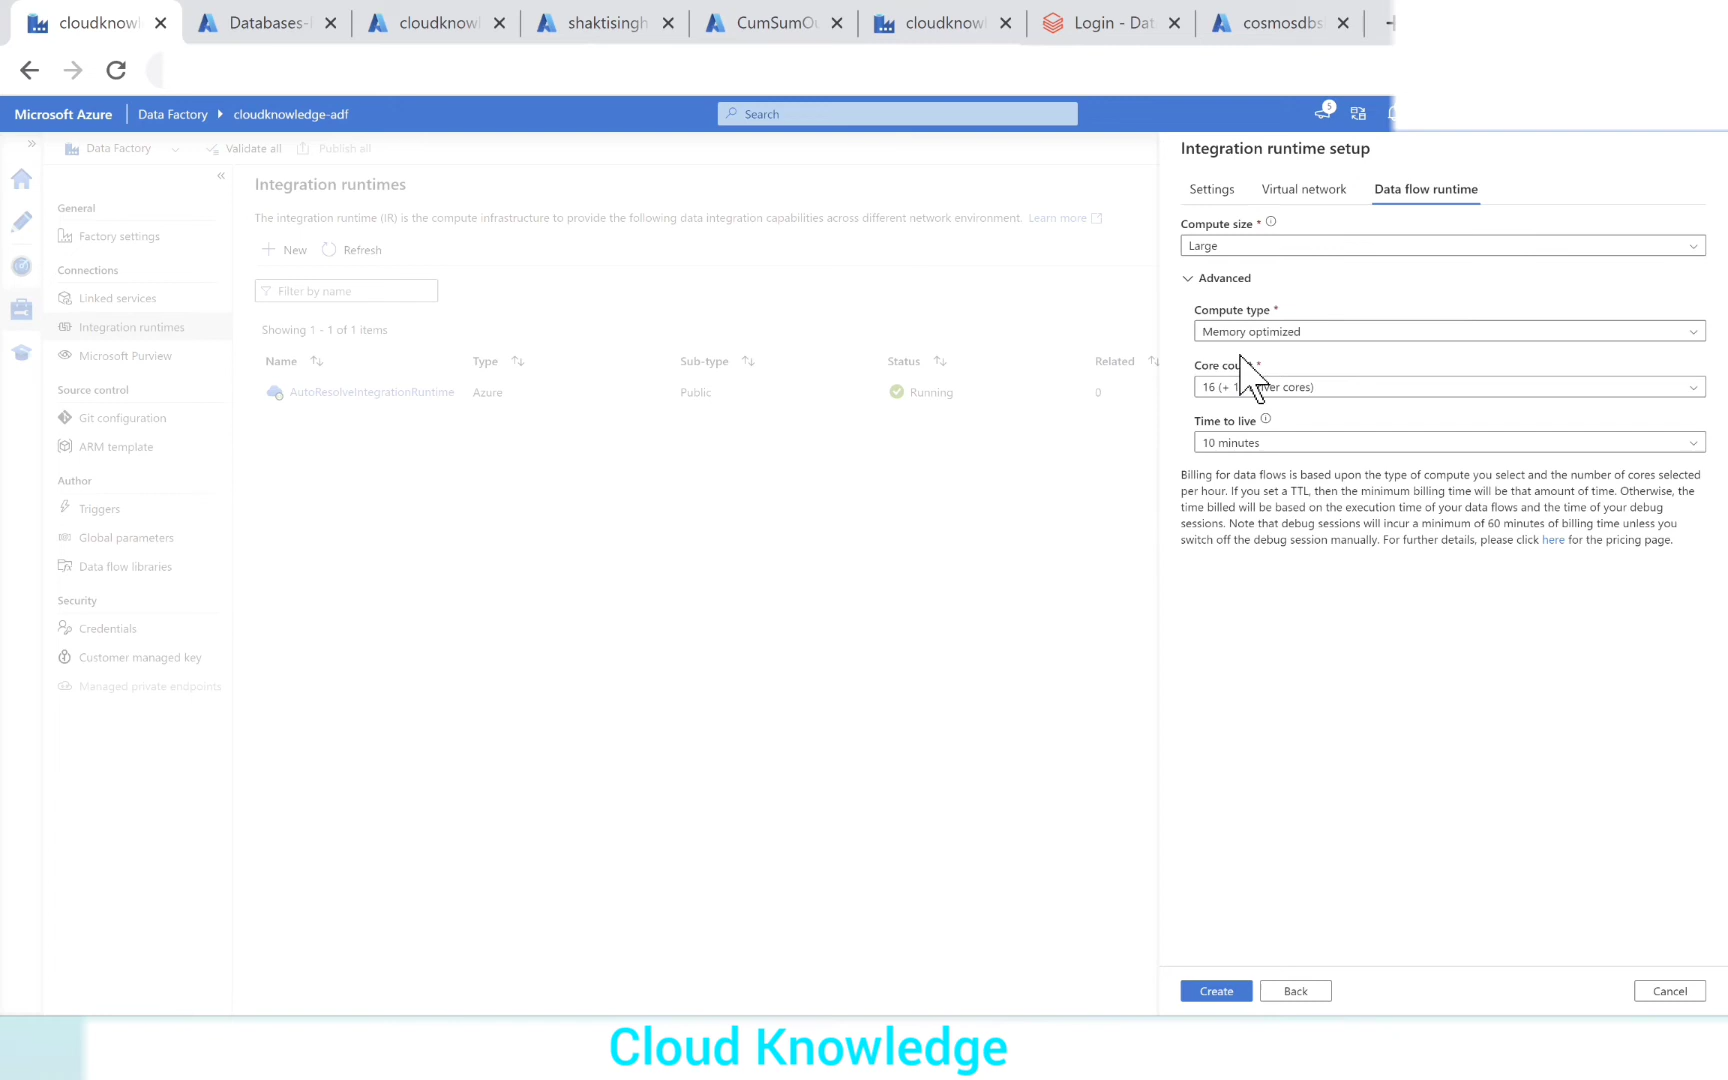 cloudknowl
Databases-
cloudknowl
shaktisingh
CumSumOu
cloudknowl
Login - Dat
cosmosdbs
Microsoft Azure
Data Factory
cloudknowledge-adf
Search
5
Data Factory
Validate all
Publish all
General
Factory settings
Connections
Linked services
Integration runtimes
Microsoft Purview
Source control
Git configuration
ARM template
Author
Triggers
Global parameters
Data flow libraries
Security
Credentials
Customer managed key
Managed private endpoints
Integration runtimes
The integration runtime (IR) is the compute infrastructure to provide the following data integration capabilities across different network environment. Learn more
New Refresh
Filter by name
Showing 1 - 1 of 1 items
Name Type Sub-type Status Related
AutoResolveIntegrationRuntime Azure Public Running 0
Integration runtime setup
Settings Virtual network Data flow runtime
Compute size *
Large
Advanced
Compute type *
Memory optimized
Core *
16 (+ cores)
Time to live
10 minutes
Billing for data flows is based upon the type of compute you select and the number of cores selected
per hour. If you set a TTL, then the minimum billing time will be that amount of time. Otherwise, the
time billed will be based on the execution time of your data flows and the time of your debug
sessions. Note that debug sessions will incur a minimum of 60 minutes of billing time unless you
switch off the debug session manually. For further details, please click here for the pricing page.
Create Back Cancel
Cloud Knowledge